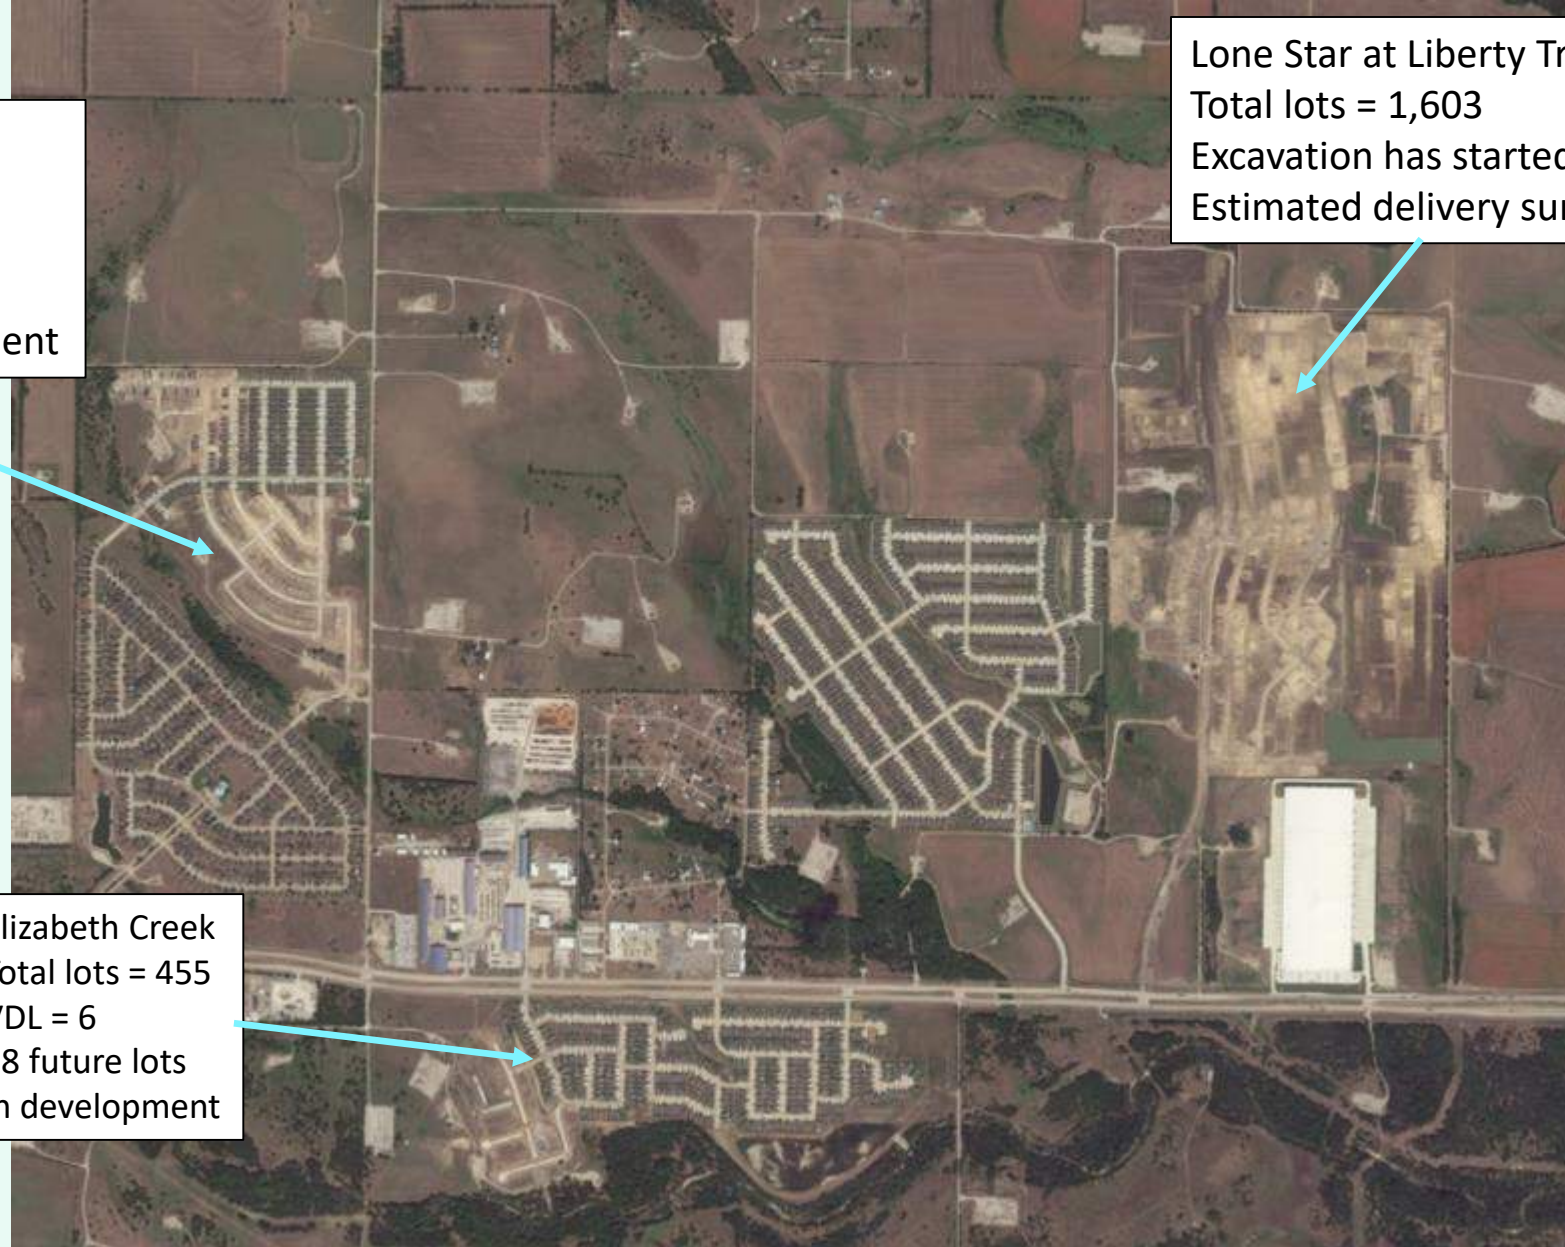 ent
Lone Star at Liberty Tr
Total lots = 1,603
Excavation has started
Estimated delivery su
lizabeth Creek
otal lots = 455
VDL = 6
8 future lots
n development